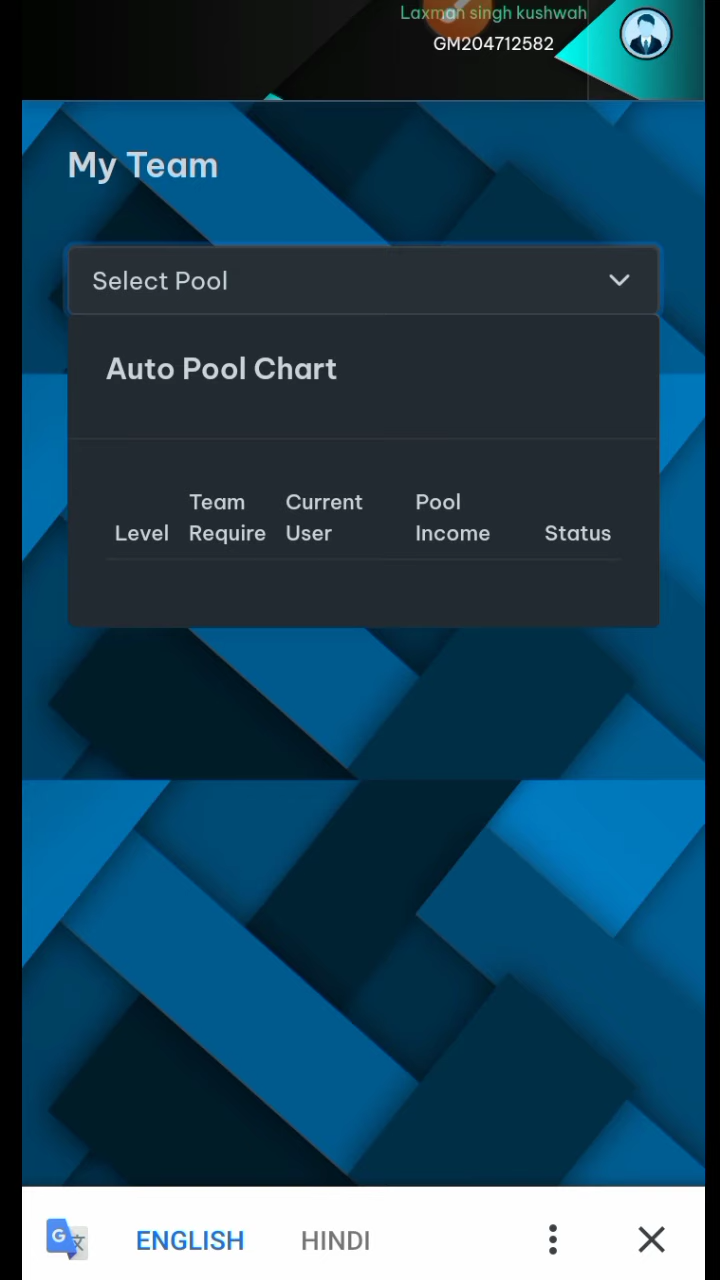 Laxman singh kushwah
GM204712582
My Team
Select Pool
Auto Pool Chart
Level Team Require Current User Pool Income Status
G 文
ENGLISH HINDI